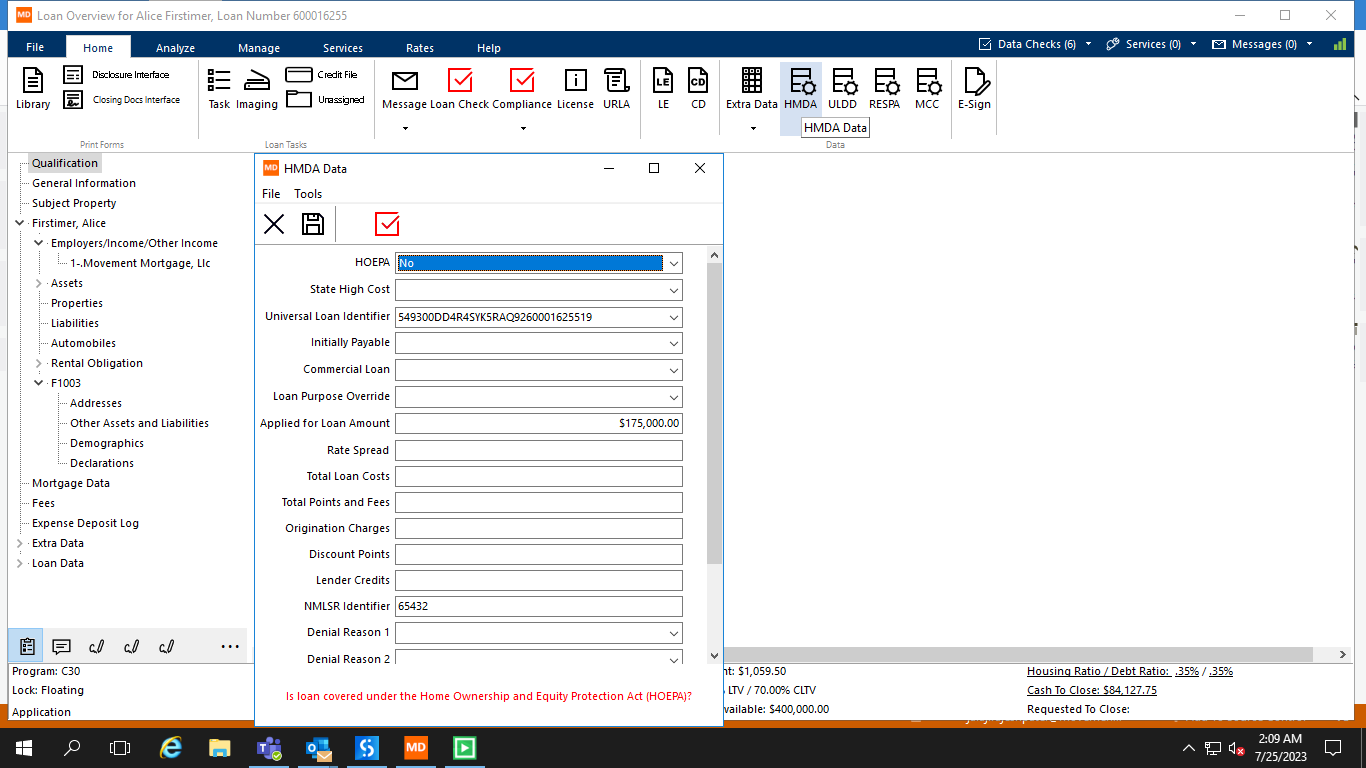 MD Loan Overview for Alice Firstimer, Loan Number 600016255
File Home Analyze Manage Services Rates Help Data Checks (6) Services (0) Messages (0)
Library
Disclosure Interface
Closing Docs Interface
Print Forms
Task Imaging
Credit File
Unassigned
Loan Tasks
Message Loan Check Compliance License URLA
LE CD
LE CD
Extra Data HMDA ULDD RESPA MCC
E-Sign
HMDA Data
Data
Qualification
General Information
Subject Property
Firstimer, Alice
Employers/Income/Other Income
1-.Movement Mortgage, Llc
Assets
Properties
Liabilities
Automobiles
Rental Obligation
F1003
Addresses
Other Assets and Liabilities
Demographics
Declarations
Mortgage Data
Fees
Expense Deposit Log
Extra Data
Loan Data
MD HMDA Data
File Tools
HOEPA No
State High Cost
Universal Loan Identifier 549300DD4R4SYK5RAQ9260001625519
Initially Payable
Commercial Loan
Loan Purpose Override
Applied for Loan Amount $175,000.00
Rate Spread
Total Loan Costs
Total Points and Fees
Origination Charges
Discount Points
Lender Credits
NMLSR Identifier 65432
Denial Reason 1
Denial Reason 2
Is loan covered under the Home Ownership and Equity Protection Act (HOEPA)?
Program: C30
Lock: Floating
Application
nt: $1,059.50
LTV / 70.00% CLTV
vailable: $400,000.00
Housing Ratio / Debt Ratio: .35% / .35%
Cash To Close: $84,127.75
Requested To Close:
MD
2:09 AM
7/25/2023